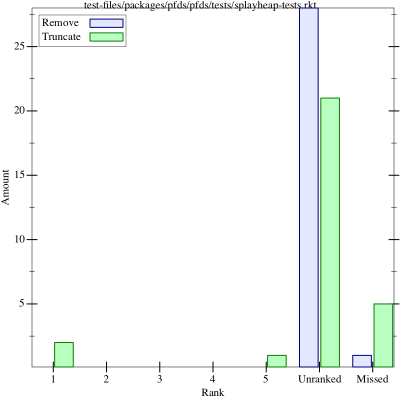 test-files/packages/pfds/pfds/tests/splayheap-tests.rkt
Remove
Truncate
25
20
15
10
5
Amount
1 2 3 4 5 Unranked Missed
Rank